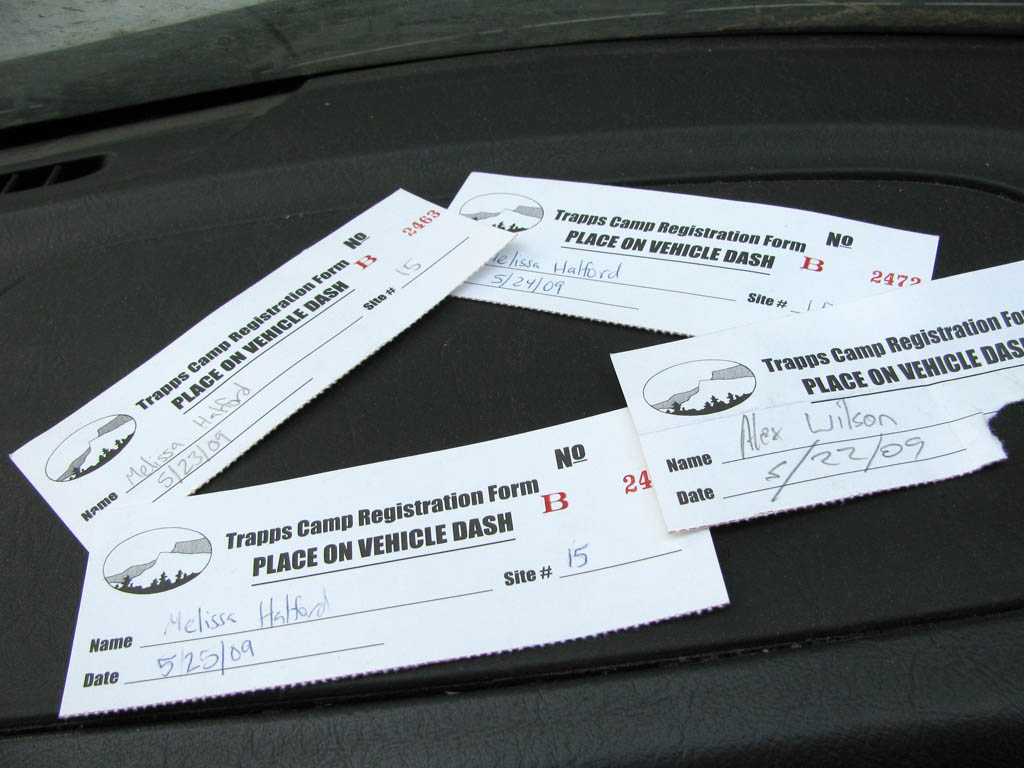 Trapps Camp Registration Form
PLACE ON VEHICLE DASH
No
B 2463
Site # 15
Name Melissa Halford
5/23/09
Trapps Camp Registration Form
PLACE ON VEHICLE DASH
No
B 2472
Melissa Halford
Site #
5/24/09
Trapps Camp Registration
PLACE ON VEHICLE DASH
Name Alex Wilson
Date 5/22/09
Trapps Camp Registration Form
PLACE ON VEHICLE DASH
No
B 24
Site # 15
Name Melissa Halford
Date 5/25/09